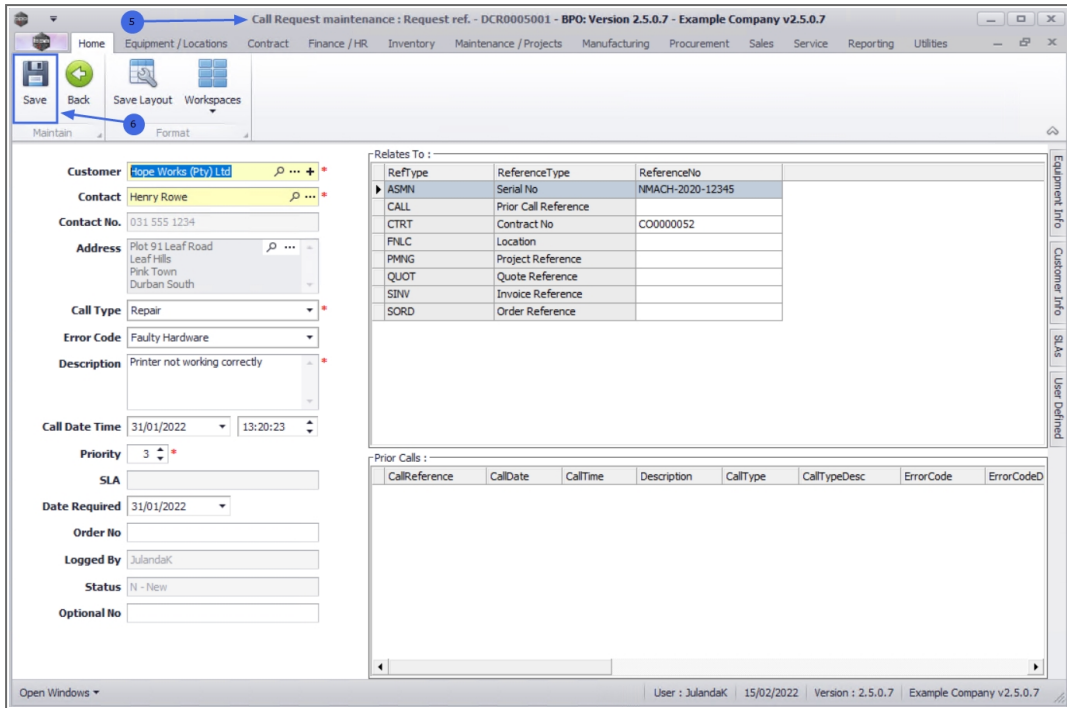 5
Call Request maintenance : Request ref. - DCR0005001 - BPO: Version 2.5.0.7 - Example Company v2.5.0.7
Home Equipment / Locations Contract Finance / HR Inventory Maintenance / Projects Manufacturing Procurement Sales Service Reporting Utilities
Save Back Save Layout Workspaces
6
Maintain Format
Customer Hope Works (Pty) Ltd *
Contact Henry Rowe *
Contact No. 031 555 1234
Address Plot 91 Leaf Road
Leaf Hills
Pink Town
Durban South
Call Type Repair *
Error Code Faulty Hardware
Description Printer not working correctly *
Call Date Time 31/01/2022 13:20:23
Priority 3 *
SLA
Date Required 31/01/2022
Order No
Logged By JulandaK
Status N - New
Optional No
Relates To :
RefType ReferenceType ReferenceNo
ASMN Serial No NMACH-2020-12345
CALL Prior Call Reference
CTRT Contract No CO0000052
FNLC Location
PMNG Project Reference
QUOT Quote Reference
SINV Invoice Reference
SORD Order Reference
Prior Calls :
CallReference CallDate CallTime Description CallType CallTypeDesc ErrorCode ErrorCodeD
Equipment Info
Customer Info
SLAs
User Defined
Open Windows User : JulandaK 15/02/2022 Version : 2.5.0.7 Example Company v2.5.0.7